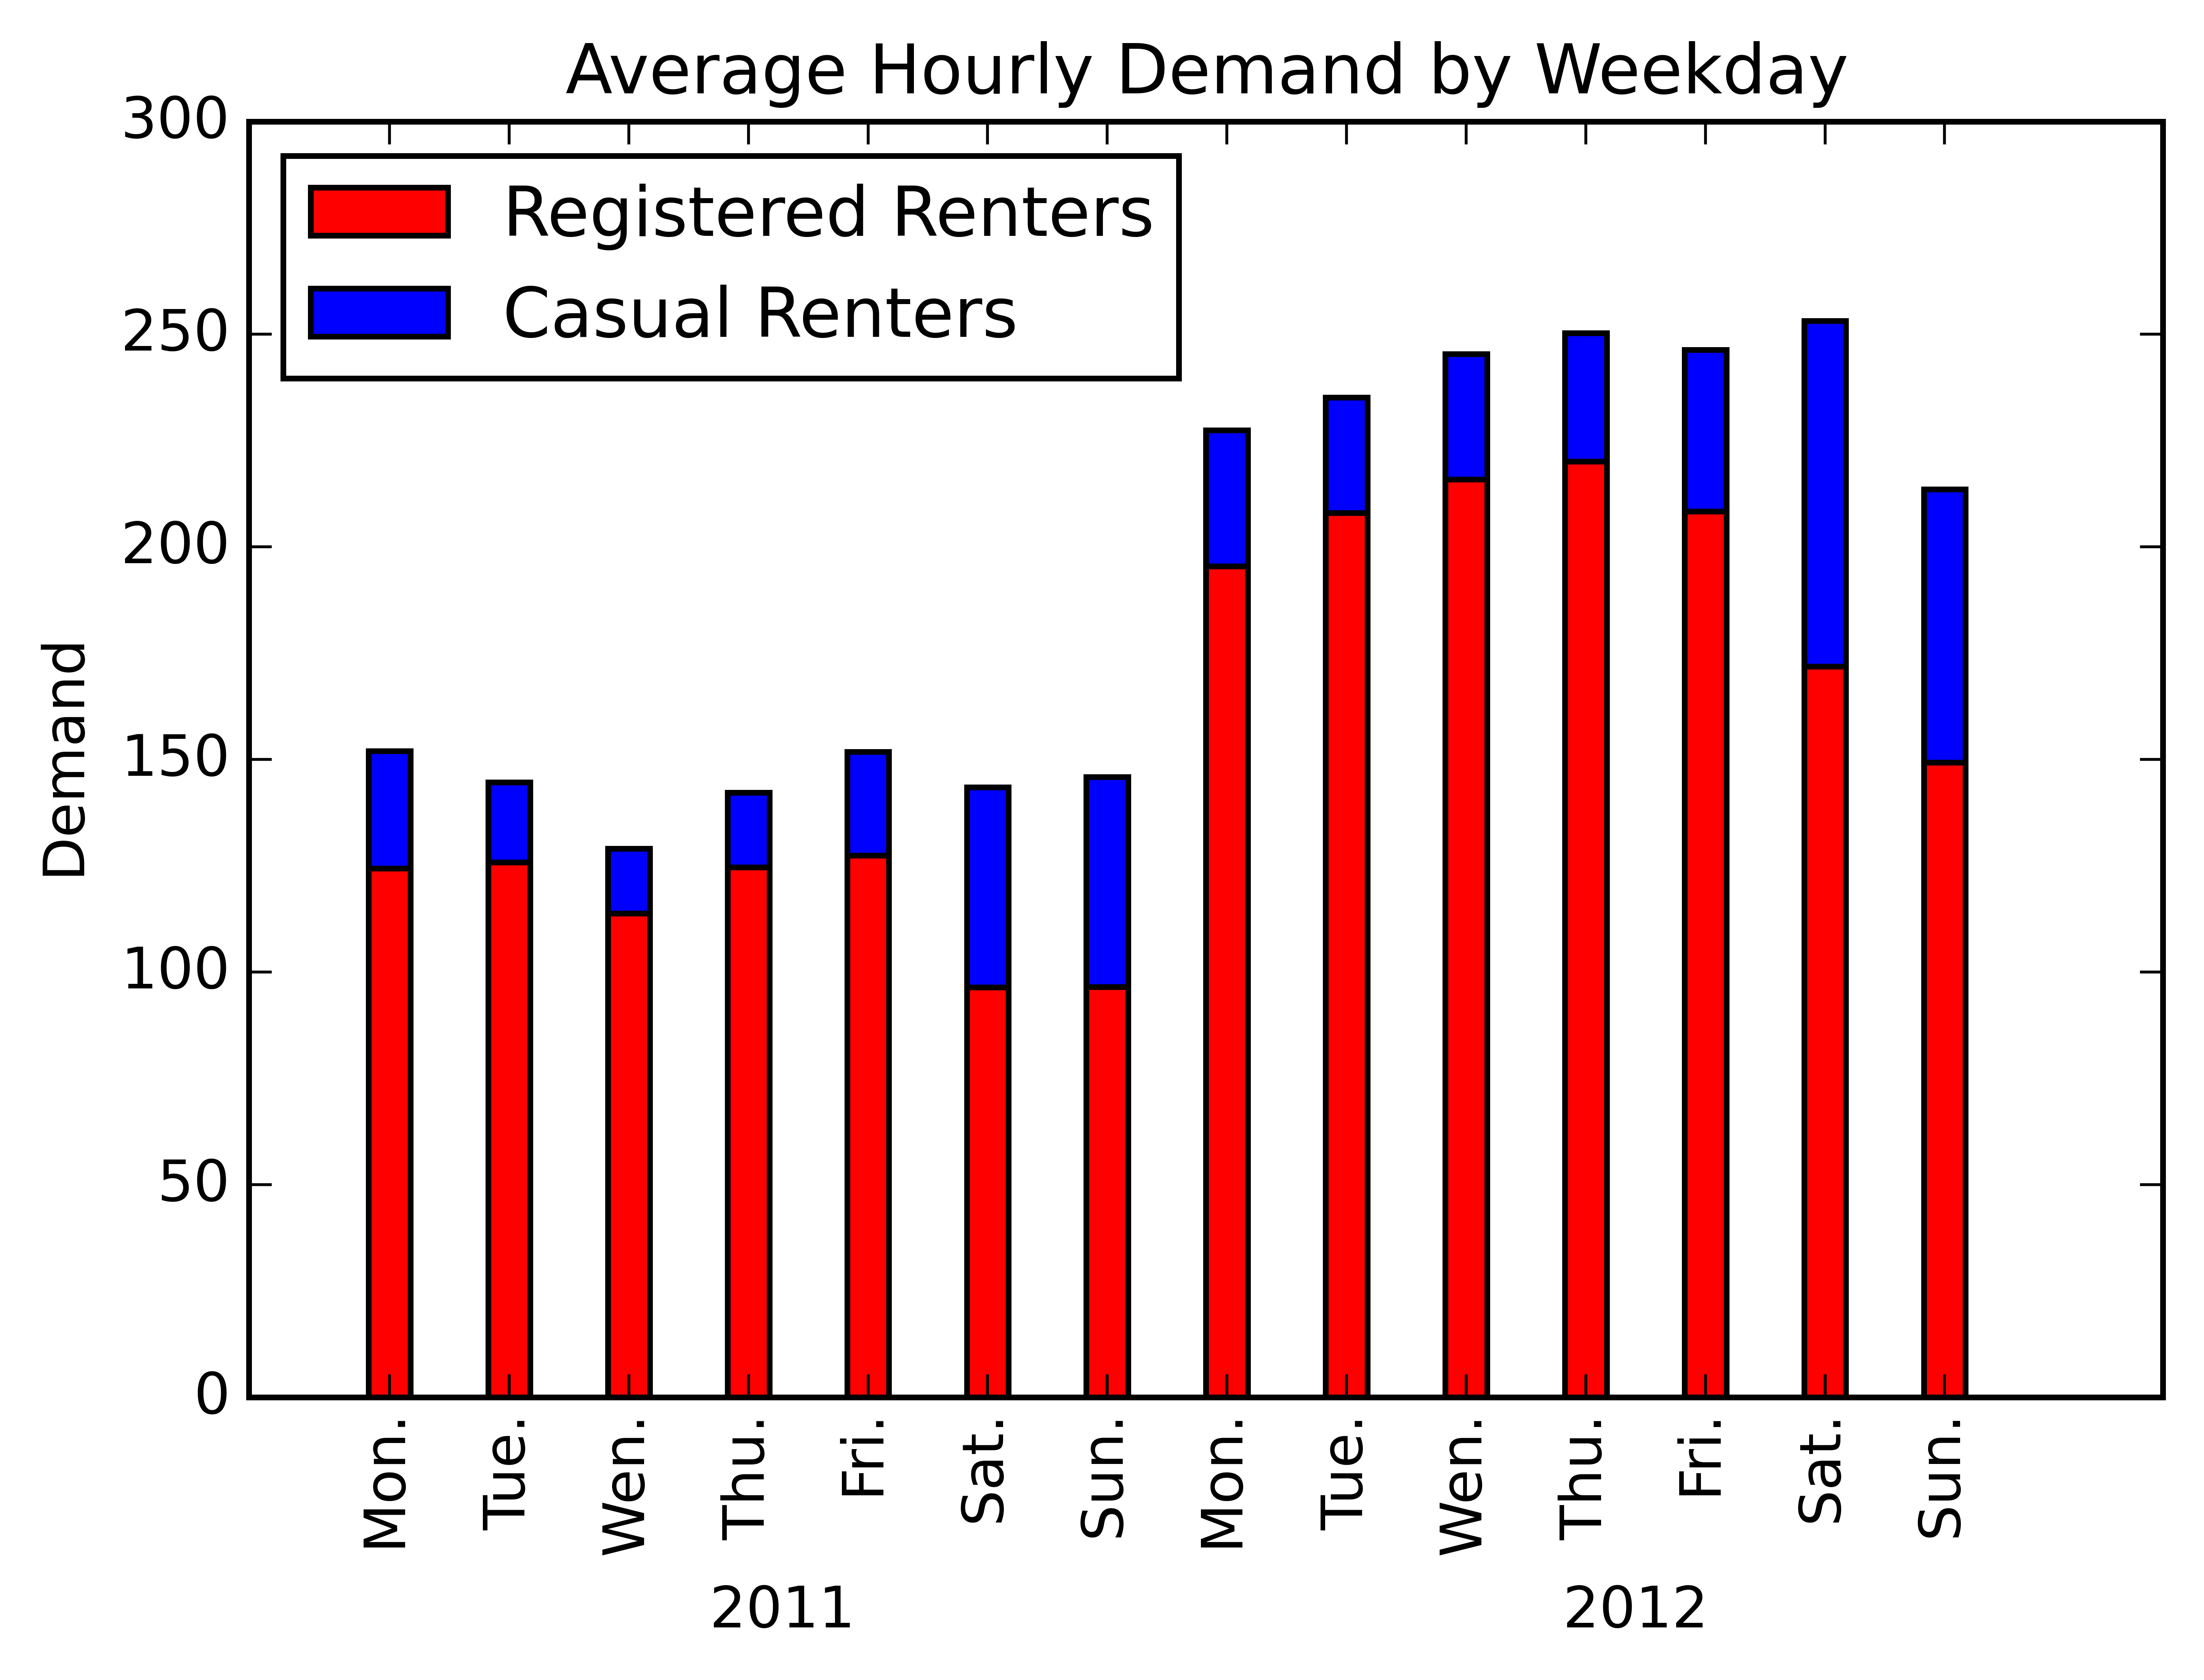 Average Hourly Demand by Weekday
300
250
200
150
100
50
0
Demand
Registered Renters
Casual Renters
Mon.
Tue.
Wen.
Thu.
Fri.
Sat.
Sun.
Mon.
Tue.
Wen.
Thu.
Fri.
Sat.
Sun.
2011
2012